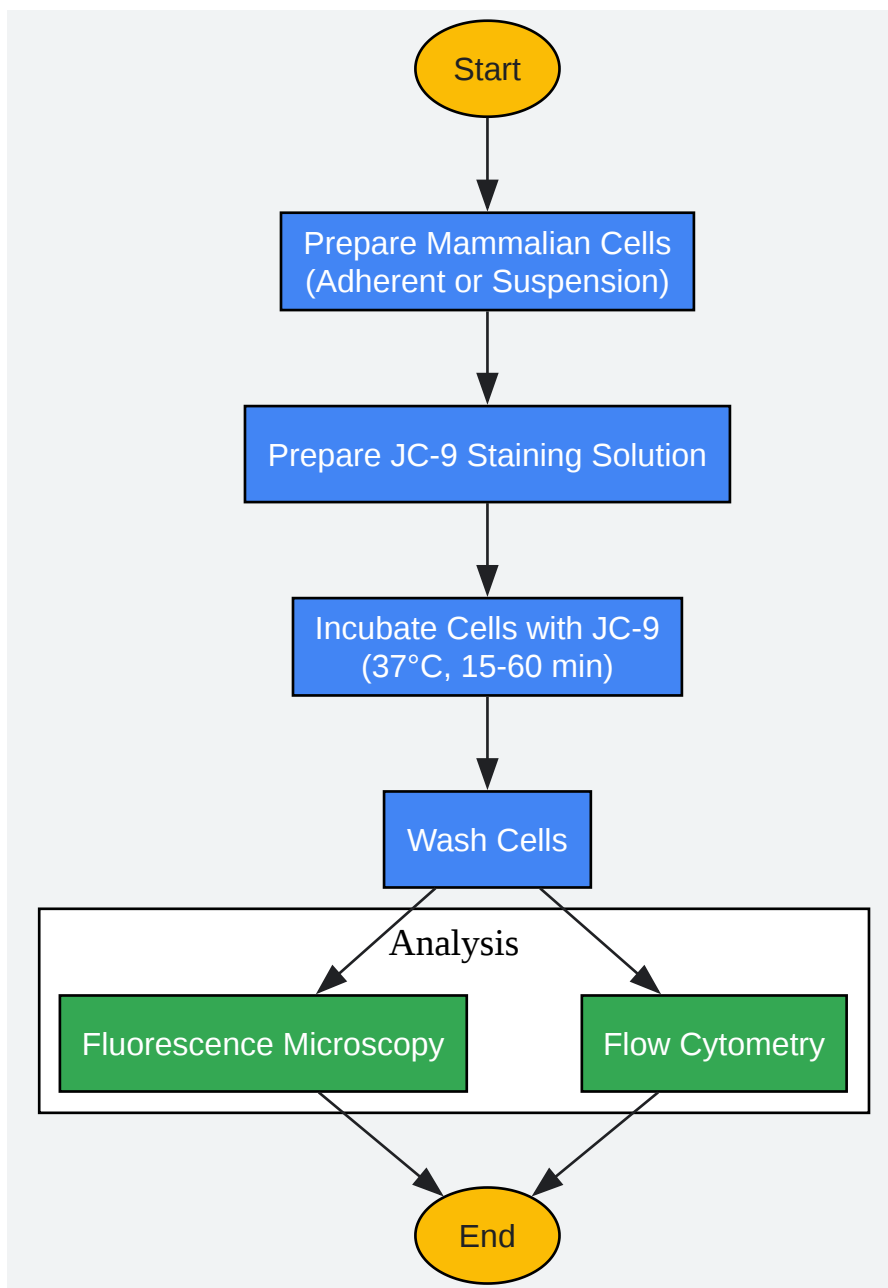 Start
Prepare Mammalian Cells
(Adherent or Suspension)
Prepare JC-9 Staining Solution
Incubate Cells with JC-9
(37°C, 15-60 min)
Wash Cells
Analysis
Fluorescence Microscopy
Flow Cytometry
End